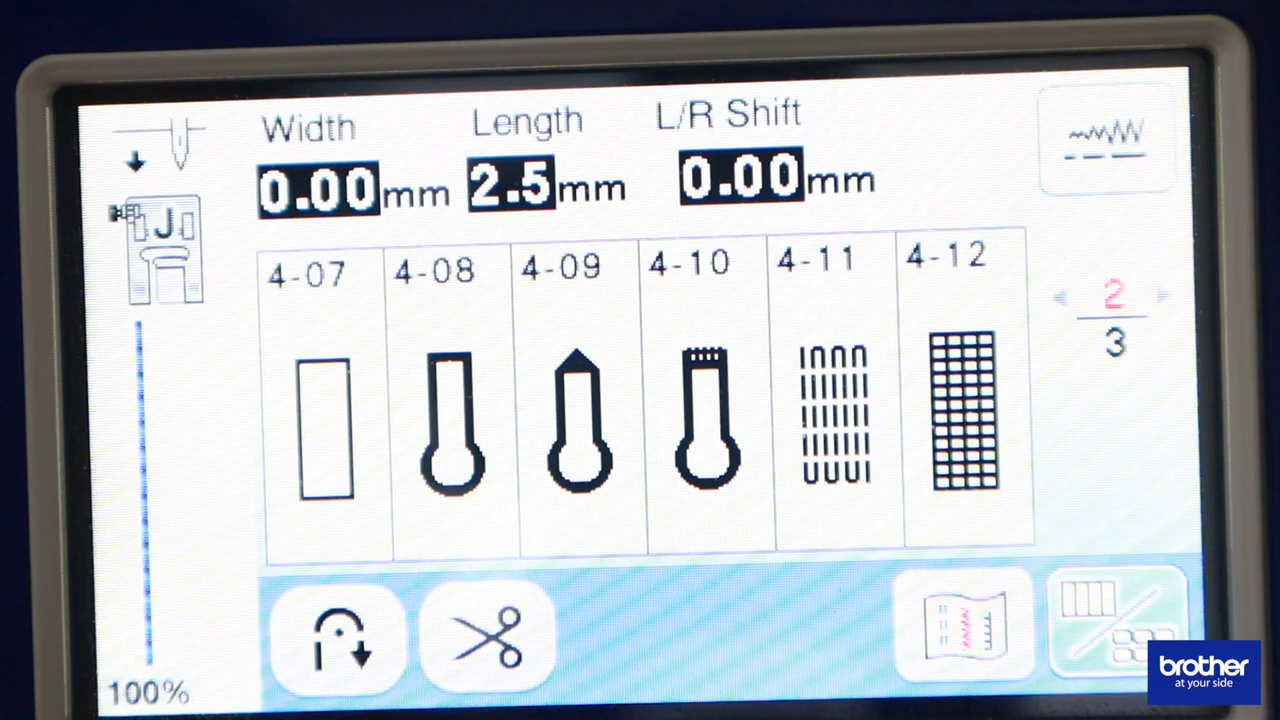 Width Length L/R Shift
0.00mm 2.5mm 0.00mm
J
4-07 4-08 4-09 4-10 4-11 4-12
2
3
100%
brother
at your side